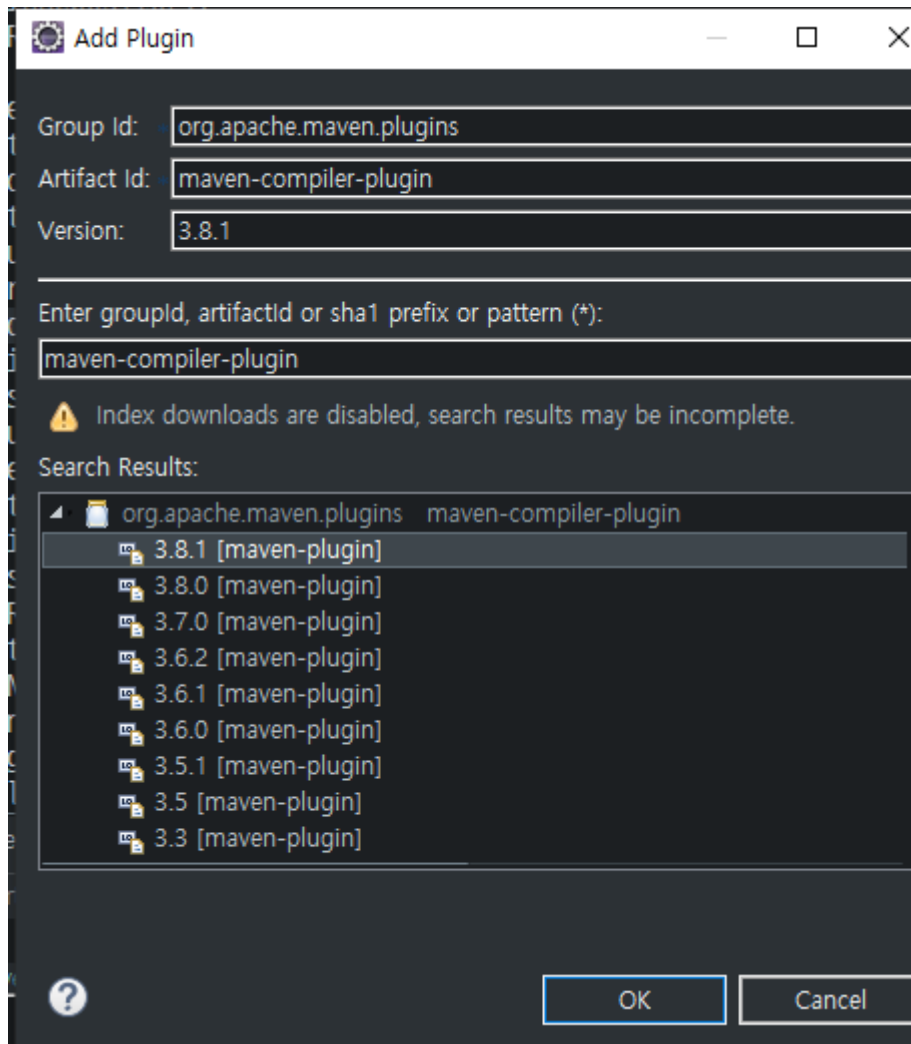 Add Plugin
Group Id: org.apache.maven.plugins
Artifact Id: maven-compiler-plugin
Version: 3.8.1
Enter groupId, artifactId or sha1 prefix or pattern (*):
maven-compiler-plugin
Index downloads are disabled, search results may be incomplete.
Search Results:
org.apache.maven.plugins maven-compiler-plugin
3.8.1 [maven-plugin]
3.8.0 [maven-plugin]
3.7.0 [maven-plugin]
3.6.2 [maven-plugin]
3.6.1 [maven-plugin]
3.6.0 [maven-plugin]
3.5.1 [maven-plugin]
3.5 [maven-plugin]
3.3 [maven-plugin]
OK Cancel